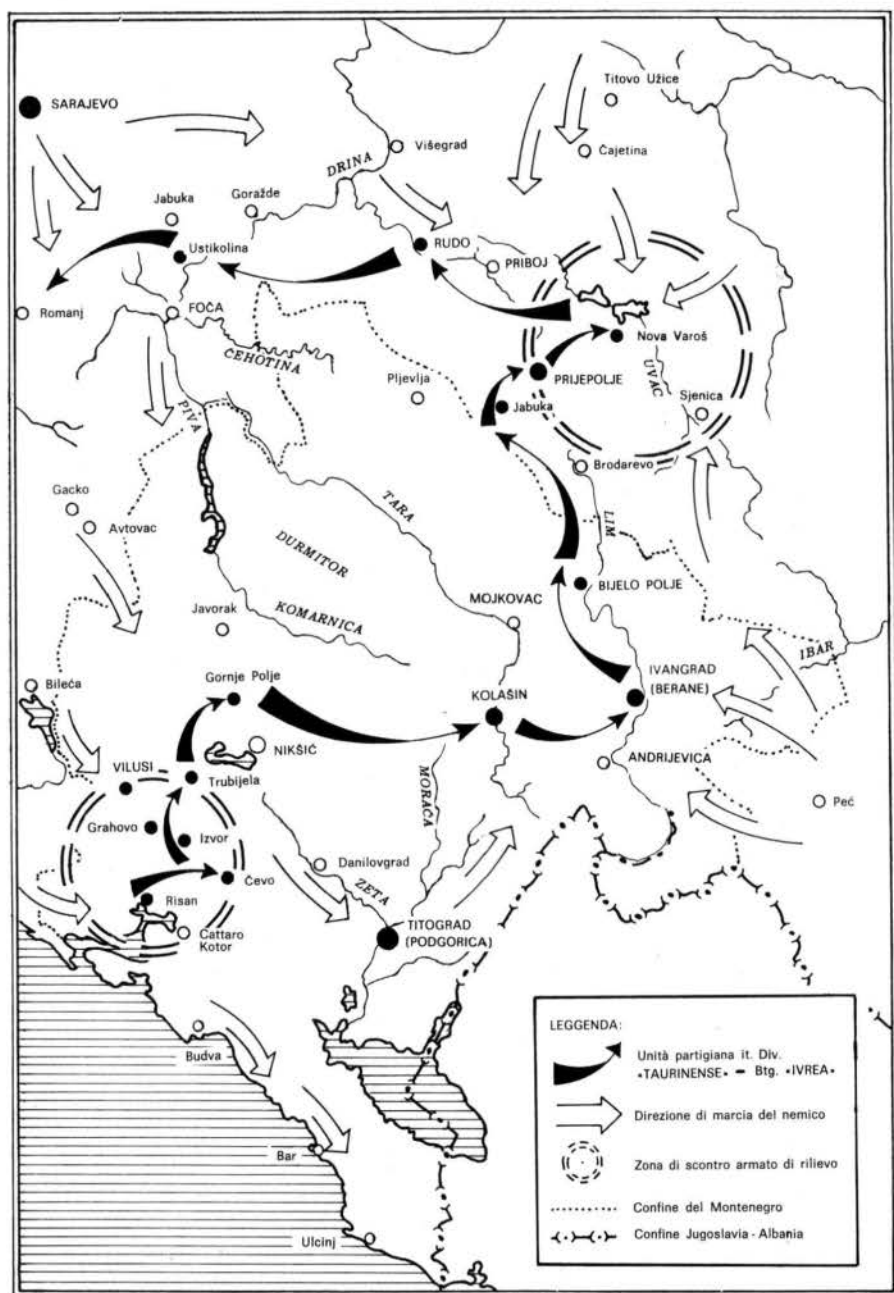 SARAJEVO
Titovo Užice
Višegrad
Čajetina
DRINA
Jabuka
Goražde
Ustikolina
RUDO
PRIBOJ
Romanj
FOČA
Nova Varoš
ČEHOTINA
Pljevlja
PRIJEPOLJE
UVAC
Jabuka
Sjenica
PIVA
Brodarevo
Gacko
Avtovac
TARA
LIM
DURMITOR
BIJELO POLJE
Javorak
KOMARNICA
MOJKOVAC
IBAR
Bileća
Gornje Polje
KOLAŠIN
IVANGRAD
(BERANE)
NIKŠIĆ
VILUSI
Trubijela
ANDRIJEVICA
MORAČA
Peć
Grahovo
Izvor
Danilovgrad
Čevo
ZETA
Risan
Cattaro
Kotor
TITOGRAD
(PODGORICA)
Budva
Bar
Ulcinj
LEGGENDA:
Unità partigiana it. Div.
«TAURINENSE» - Btg. «IVREA»
Direzione di marcia del nemico
Zona di scontro armato di rilievo
Confine del Montenegro
Confine Jugoslavia - Albania